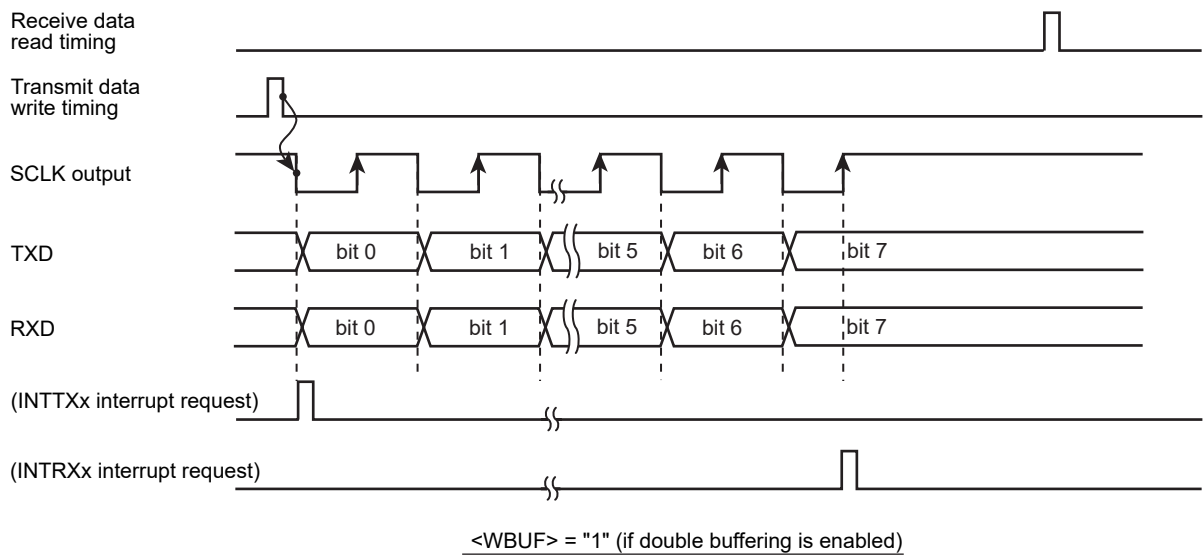 Receive data
read timing
Transmit data
write timing
SCLK output
TXD
bit 0
bit 1
bit 5
bit 6
bit 7
RXD
bit 0
bit 1
bit 5
bit 6
bit 7
(INTTXx interrupt request)
(INTRXx interrupt request)
<WBUF> = "1" (if double buffering is enabled)